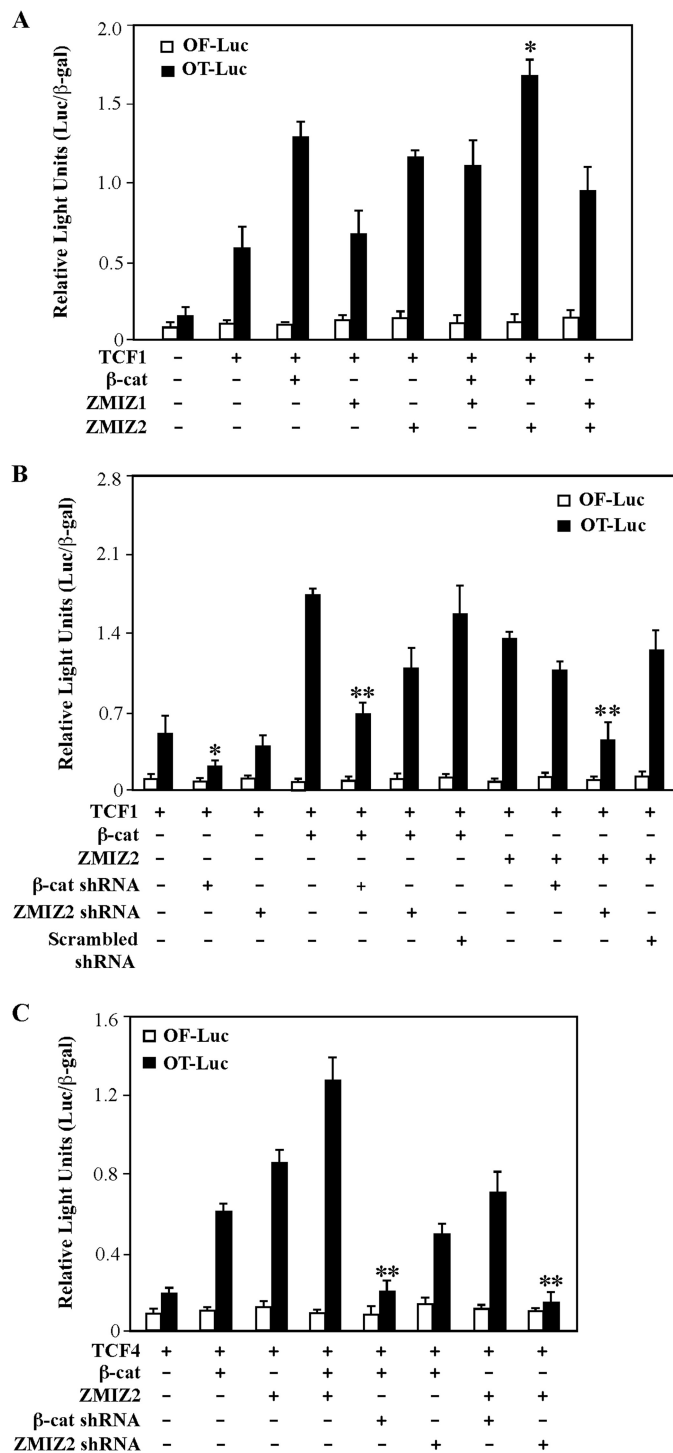 A
Relative Light Units (Luc/β-gal)
2.0
1.5
1.0
0.5
0
OF-Luc
OT-Luc
*
TCF1 – + + + + + + +
β-cat – – + – – + + –
ZMIZ1 – – – + – + – +
ZMIZ2 – – – – + – + +
B
Relative Light Units (Luc/β-gal)
2.8
2.1
1.4
0.7
0
OF-Luc
OT-Luc
* ** **
TCF1 + + + + + + + + + + +
β-cat – – – + + + + – – – –
ZMIZ2 – – – – – – – + + + +
β-cat shRNA – + – – + – – – + – –
ZMIZ2 shRNA – – + – – + – – – + –
Scrambled – – – – – – + – – – +
shRNA
C
Relative Light Units (Luc/β-gal)
1.6
1.2
0.8
0.4
0
OF-Luc
OT-Luc
** **
TCF4 + + + + + + + +
β-cat – + – + + + – –
ZMIZ2 – – + + – – + +
β-cat shRNA – – – – + – + –
ZMIZ2 shRNA – – – – – + – +